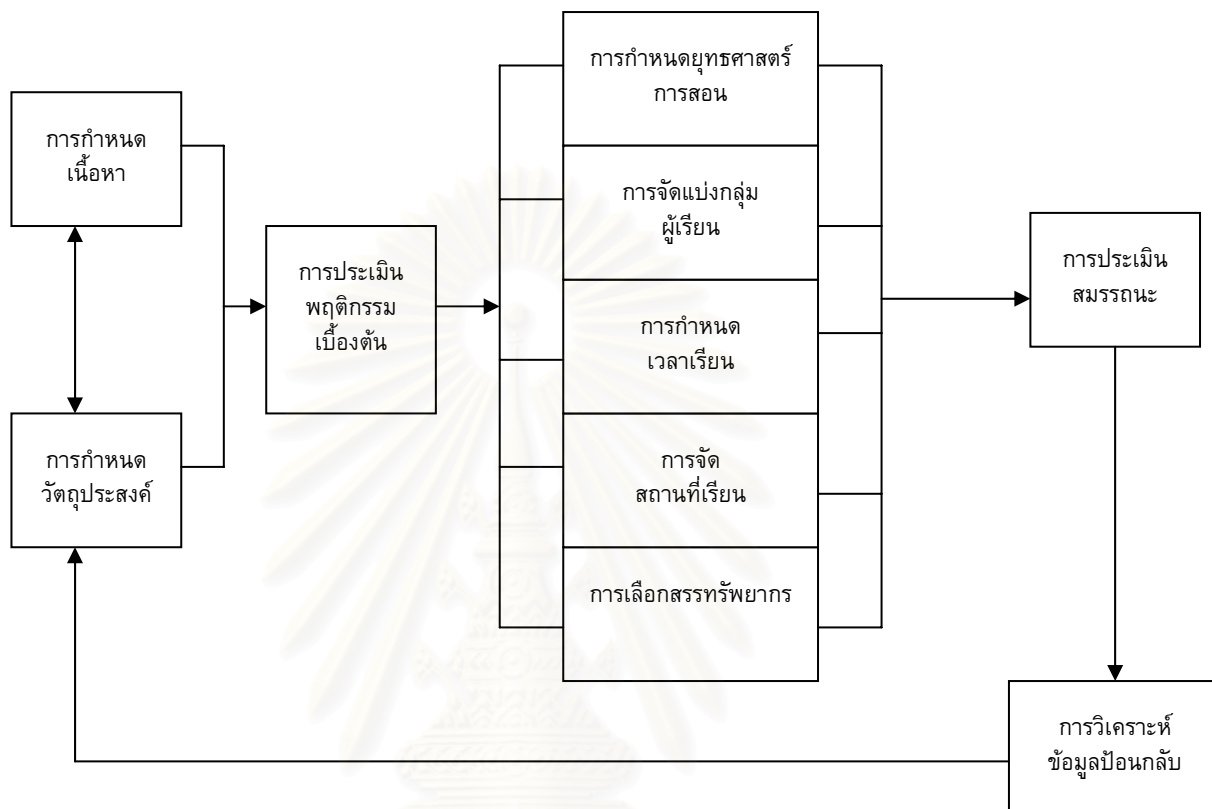 การกำหนด
เนื้อหา
การกำหนด
วัตถุประสงค์
การประเมิน
พฤติกรรม
เบื้องต้น
การกำหนดยุทธศาสตร์
การสอน
การจัดแบ่งกลุ่ม
ผู้เรียน
การกำหนด
เวลาเรียน
การจัด
สถานที่เรียน
การเลือกสรรทรัพยากร
การประเมิน
สมรรถนะ
การวิเคราะห์
ข้อมูลป้อนกลับ